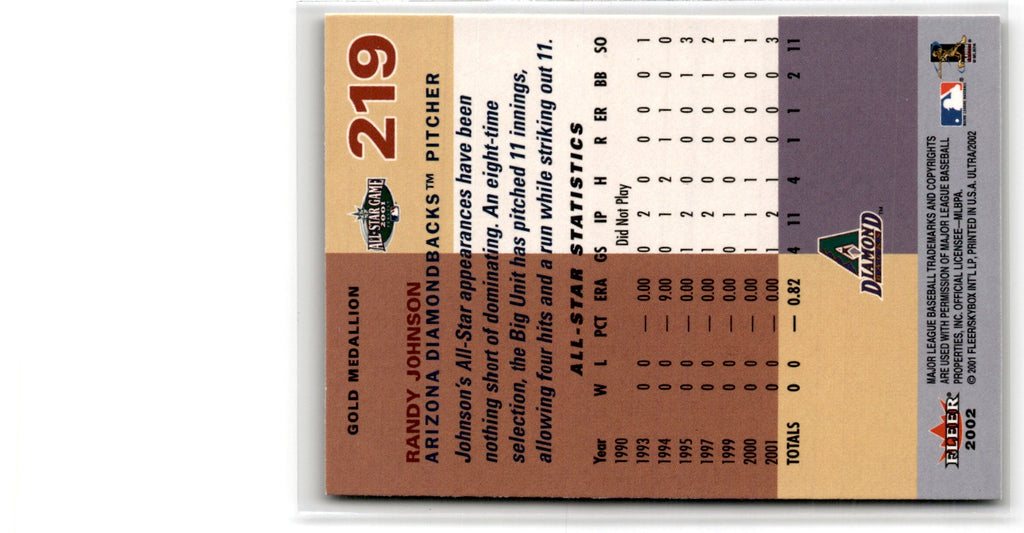 GOLD MEDALLION
ALL-STAR GAME
2001
219
RANDY JOHNSON
ARIZONA DIAMONDBACKS™ PITCHER
Johnson's All-Star appearances have been
nothing short of dominating. An eight-time
selection, the Big Unit has pitched 11 innings,
allowing four hits and a run while striking out 11.
ALL-STAR STATISTICS
Year W L PCT ERA GS IP H R ER BB SO
1990 Did Not Play
1993 0 0 — 0.00 0 2 0 0 0 0 1
1994 0 0 — 9.00 0 1 2 1 1 0 0
1995 0 0 — 0.00 1 2 0 0 0 1 3
1997 0 0 — 0.00 1 2 0 0 0 1 2
1999 0 0 — 0.00 0 1 0 0 0 0 1
2000 0 0 — 0.00 1 1 1 0 0 0 1
2001 0 0 — 0.00 1 2 1 0 0 0 3
TOTALS 0 0 — 0.82 4 11 4 1 1 2 11
DIAMOND
FLEER
2002
MAJOR LEAGUE BASEBALL TRADEMARKS AND COPYRIGHTS
ARE USED WITH PERMISSION OF MAJOR LEAGUE BASEBALL
PROPERTIES, INC. OFFICIAL LICENSEE—MLBPA.
© 2001 FLEER/SKYBOX INT'L LP, PRINTED IN U.S.A. ULTRA/2002